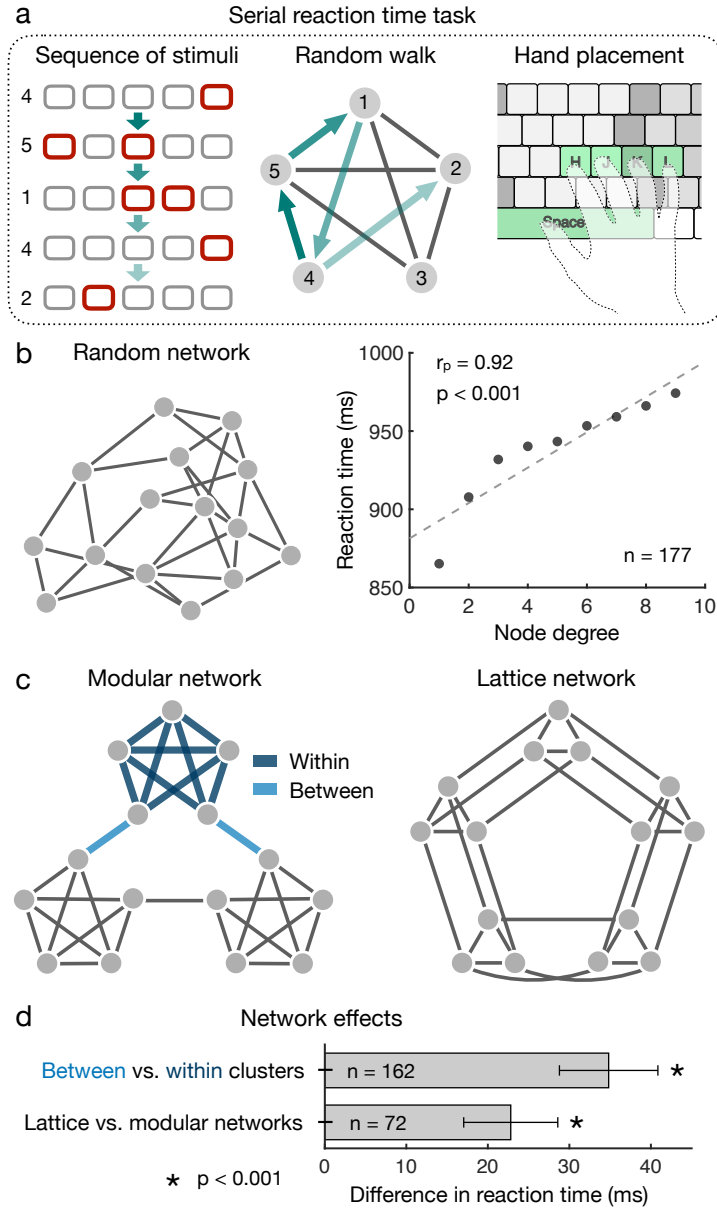 a
Serial reaction time task
Sequence of stimuli
Random walk
Hand placement
4
5
1
4
2
1
2
3
4
5
H J K L
Space
b
Random network
Reaction time (ms)
1000
950
900
850
rₚ = 0.92
p < 0.001
n = 177
0 2 4 6 8 10
Node degree
c
Modular network
Lattice network
Within
Between
d
Network effects
Between vs. within clusters
n = 162
*
Lattice vs. modular networks
n = 72
*
* p < 0.001
0 10 20 30 40
Difference in reaction time (ms)